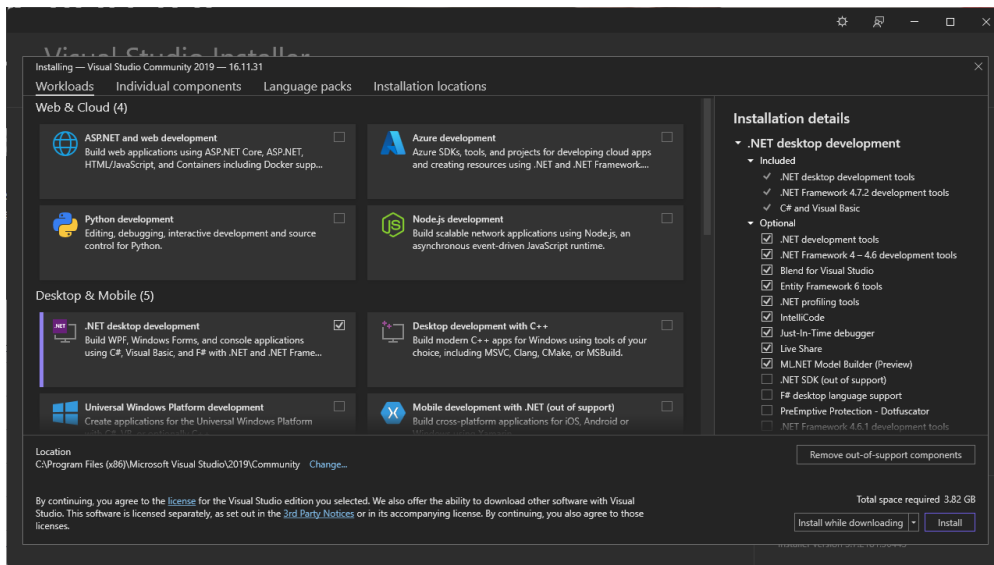 Visual Studio Installer
Installing — Visual Studio Community 2019 — 16.11.31
Workloads Individual components Language packs Installation locations
Web & Cloud (4)
ASP.NET and web development
Build web applications using ASP.NET Core, ASP.NET,
HTML/JavaScript, and Containers including Docker supp...
Azure development
Azure SDKs, tools, and projects for developing cloud apps
and creating resources using .NET and .NET Framework....
Python development
Editing, debugging, interactive development and source
control for Python.
Node.js development
Build scalable network applications using Node.js, an
asynchronous event-driven JavaScript runtime.
Desktop & Mobile (5)
.NET
.NET desktop development
Build WPF, Windows Forms, and console applications
using C#, Visual Basic, and F# with .NET and .NET Frame...
Desktop development with C++
Build modern C++ apps for Windows using tools of your
choice, including MSVC, Clang, CMake, or MSBuild.
Universal Windows Platform development
Create applications for the Universal Windows Platform
Mobile development with .NET (out of support)
Build cross-platform applications for iOS, Android or
Installation details
.NET desktop development
Included
.NET desktop development tools
.NET Framework 4.7.2 development tools
C# and Visual Basic
Optional
.NET development tools
.NET Framework 4 – 4.6 development tools
Blend for Visual Studio
Entity Framework 6 tools
.NET profiling tools
IntelliCode
Just-In-Time debugger
Live Share
ML.NET Model Builder (Preview)
.NET SDK (out of support)
F# desktop language support
PreEmptive Protection - Dotfuscator
.NET Framework 4.6.1 development tools
Location
C:\Program Files (x86)\Microsoft Visual Studio\2019\Community Change...
Remove out-of-support components
By continuing, you agree to the license for the Visual Studio edition you selected. We also offer the ability to download other software with Visual
Studio. This software is licensed separately, as set out in the 3rd Party Notices or in its accompanying license. By continuing, you also agree to those
licenses.
Total space required 3.82 GB
Install while downloading Install